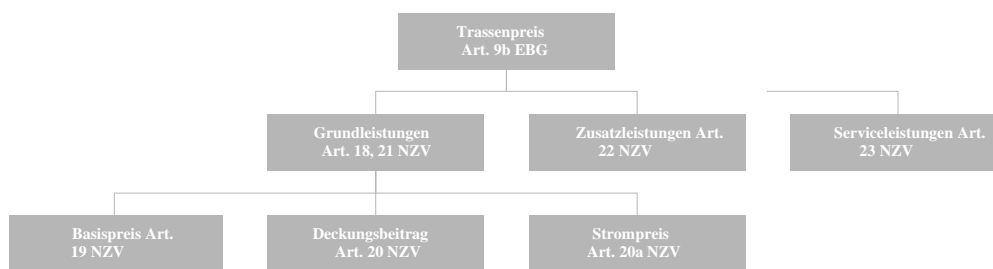 Trassenpreis
Art. 9b EBG
Grundleistungen
Art. 18, 21 NZV
Zusatzleistungen Art.
22 NZV
Serviceleistungen Art.
23 NZV
Basispreis Art.
19 NZV
Deckungsbeitrag
Art. 20 NZV
Strompreis
Art. 20a NZV